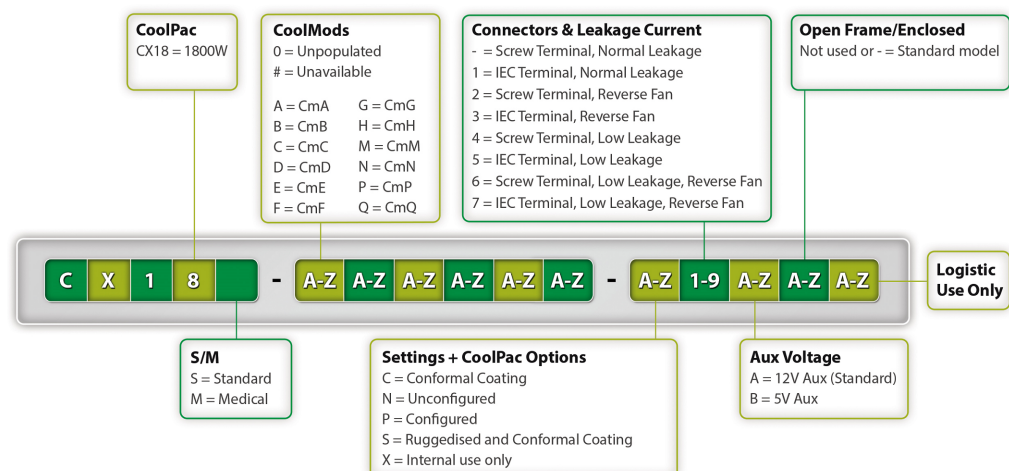 CoolPac
CX18 = 1800W
CoolMods
0 = Unpopulated
# = Unavailable
A = CmA
B = CmB
C = CmC
D = CmD
E = CmE
F = CmF
G = CmG
H = CmH
M = CmM
N = CmN
P = CmP
Q = CmQ
Connectors & Leakage Current
- = Screw Terminal, Normal Leakage
1 = IEC Terminal, Normal Leakage
2 = Screw Terminal, Reverse Fan
3 = IEC Terminal, Reverse Fan
4 = Screw Terminal, Low Leakage
5 = IEC Terminal, Low Leakage
6 = Screw Terminal, Low Leakage, Reverse Fan
7 = IEC Terminal, Low Leakage, Reverse Fan
Open Frame/Enclosed
Not used or - = Standard model
C X 1 8 - A-Z A-Z A-Z A-Z A-Z A-Z - A-Z 1-9 A-Z A-Z A-Z
Logistic
Use Only
S/M
S = Standard
M = Medical
Settings + CoolPac Options
C = Conformal Coating
N = Unconfigured
P = Configured
S = Ruggedised and Conformal Coating
X = Internal use only
Aux Voltage
A = 12V Aux (Standard)
B = 5V Aux